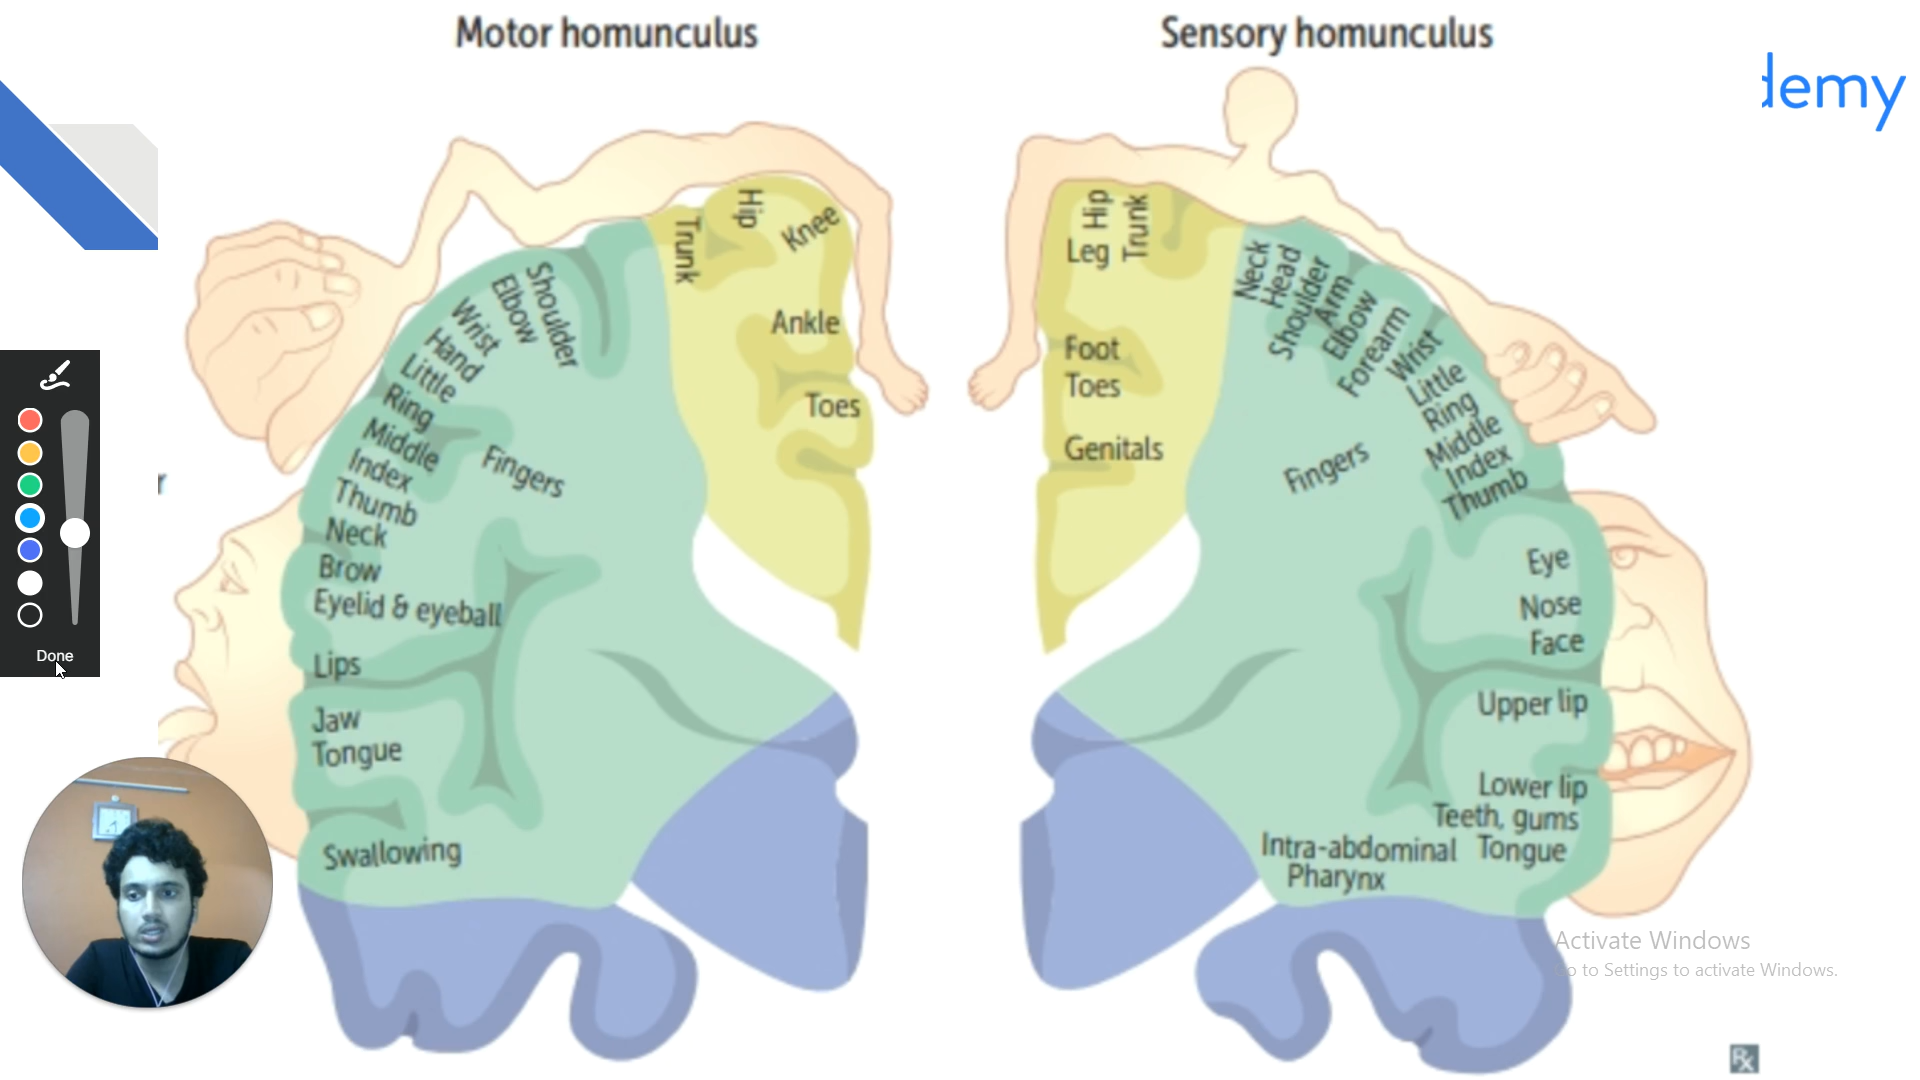 Motor homunculus
Sensory homunculus
demy
Hip
Trunk
Knee
Shoulder
Elbow
Wrist
Hand
Little
Ring
Middle
Index
Thumb
Fingers
Neck
Brow
Eyelid & eyeball
Lips
Jaw
Tongue
Swallowing
Ankle
Toes
Hip
Trunk
Leg
Foot
Toes
Genitals
Neck
Head
Shoulder
Arm
Elbow
Forearm
Wrist
Little
Ring
Middle
Index
Thumb
Fingers
Eye
Nose
Face
Upper lip
Lower lip
Teeth, gums
Tongue
Intra-abdominal
Pharynx
r
Done
Activate Windows
to Settings to activate Windows.
Rx